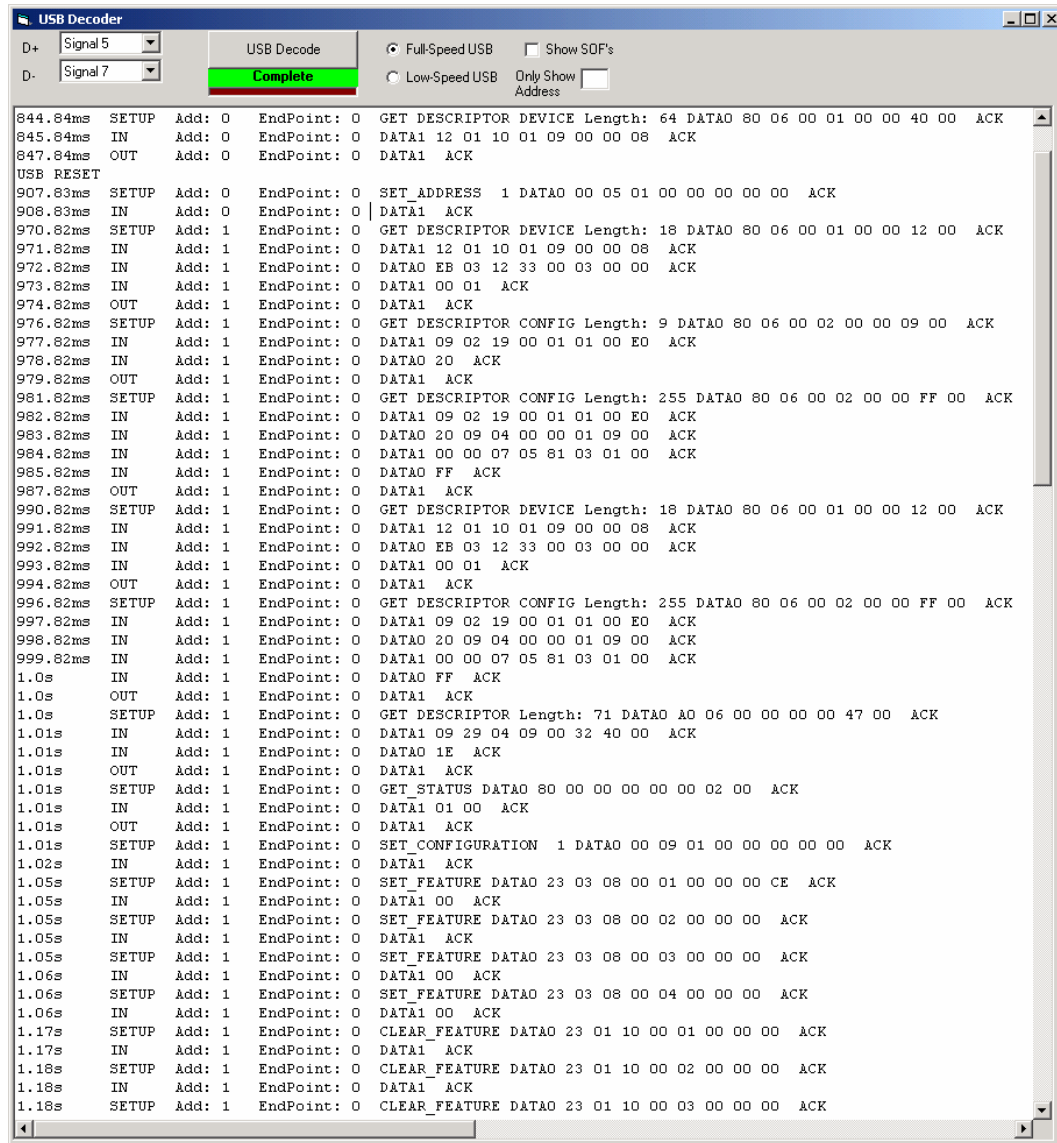 USB Decoder
D+ Signal 5 USB Decode Full-Speed USB Show SOF's
D- Signal 7 Complete Low-Speed USB Only Show Address
844.84ms SETUP Add: 0 EndPoint: 0 GET DESCRIPTOR DEVICE Length: 64 DATA0 80 06 00 01 00 00 40 00 ACK
845.84ms IN Add: 0 EndPoint: 0 DATA1 12 01 10 01 09 00 00 08 ACK
847.84ms OUT Add: 0 EndPoint: 0 DATA1 ACK
USB RESET
907.83ms SETUP Add: 0 EndPoint: 0 SET_ADDRESS 1 DATA0 00 05 01 00 00 00 00 00 ACK
908.83ms IN Add: 0 EndPoint: 0 DATA1 ACK
970.82ms SETUP Add: 1 EndPoint: 0 GET DESCRIPTOR DEVICE Length: 18 DATA0 80 06 00 01 00 00 12 00 ACK
971.82ms IN Add: 1 EndPoint: 0 DATA1 12 01 10 01 09 00 00 08 ACK
972.82ms IN Add: 1 EndPoint: 0 DATA0 EB 03 12 33 00 03 00 00 ACK
973.82ms IN Add: 1 EndPoint: 0 DATA1 00 01 ACK
974.82ms OUT Add: 1 EndPoint: 0 DATA1 ACK
976.82ms SETUP Add: 1 EndPoint: 0 GET DESCRIPTOR CONFIG Length: 9 DATA0 80 06 00 02 00 00 09 00 ACK
977.82ms IN Add: 1 EndPoint: 0 DATA1 09 02 19 00 01 01 00 E0 ACK
978.82ms IN Add: 1 EndPoint: 0 DATA0 20 ACK
979.82ms OUT Add: 1 EndPoint: 0 DATA1 ACK
981.82ms SETUP Add: 1 EndPoint: 0 GET DESCRIPTOR CONFIG Length: 255 DATA0 80 06 00 02 00 00 FF 00 ACK
982.82ms IN Add: 1 EndPoint: 0 DATA1 09 02 19 00 01 01 00 E0 ACK
983.82ms IN Add: 1 EndPoint: 0 DATA0 20 09 04 00 00 01 09 00 ACK
984.82ms IN Add: 1 EndPoint: 0 DATA1 00 00 07 05 81 03 01 00 ACK
985.82ms IN Add: 1 EndPoint: 0 DATA0 FF ACK
987.82ms OUT Add: 1 EndPoint: 0 DATA1 ACK
990.82ms SETUP Add: 1 EndPoint: 0 GET DESCRIPTOR DEVICE Length: 18 DATA0 80 06 00 01 00 00 12 00 ACK
991.82ms IN Add: 1 EndPoint: 0 DATA1 12 01 10 01 09 00 00 08 ACK
992.82ms IN Add: 1 EndPoint: 0 DATA0 EB 03 12 33 00 03 00 00 ACK
993.82ms IN Add: 1 EndPoint: 0 DATA1 00 01 ACK
994.82ms OUT Add: 1 EndPoint: 0 DATA1 ACK
996.82ms SETUP Add: 1 EndPoint: 0 GET DESCRIPTOR CONFIG Length: 255 DATA0 80 06 00 02 00 00 FF 00 ACK
997.82ms IN Add: 1 EndPoint: 0 DATA1 09 02 19 00 01 01 00 E0 ACK
998.82ms IN Add: 1 EndPoint: 0 DATA0 20 09 04 00 00 01 09 00 ACK
999.82ms IN Add: 1 EndPoint: 0 DATA1 00 00 07 05 81 03 01 00 ACK
1.0s IN Add: 1 EndPoint: 0 DATA0 FF ACK
1.0s OUT Add: 1 EndPoint: 0 DATA1 ACK
1.0s SETUP Add: 1 EndPoint: 0 GET DESCRIPTOR Length: 71 DATA0 A0 06 00 00 00 00 47 00 ACK
1.01s IN Add: 1 EndPoint: 0 DATA1 09 29 04 09 00 32 40 00 ACK
1.01s IN Add: 1 EndPoint: 0 DATA0 1E ACK
1.01s OUT Add: 1 EndPoint: 0 DATA1 ACK
1.01s SETUP Add: 1 EndPoint: 0 GET_STATUS DATA0 80 00 00 00 00 00 02 00 ACK
1.01s IN Add: 1 EndPoint: 0 DATA1 01 00 ACK
1.01s OUT Add: 1 EndPoint: 0 DATA1 ACK
1.01s SETUP Add: 1 EndPoint: 0 SET_CONFIGURATION 1 DATA0 00 09 01 00 00 00 00 00 ACK
1.02s IN Add: 1 EndPoint: 0 DATA1 ACK
1.05s SETUP Add: 1 EndPoint: 0 SET_FEATURE DATA0 23 03 08 00 01 00 00 00 CE ACK
1.05s IN Add: 1 EndPoint: 0 DATA1 00 ACK
1.05s SETUP Add: 1 EndPoint: 0 SET_FEATURE DATA0 23 03 08 00 02 00 00 00 ACK
1.05s IN Add: 1 EndPoint: 0 DATA1 ACK
1.05s SETUP Add: 1 EndPoint: 0 SET_FEATURE DATA0 23 03 08 00 03 00 00 00 ACK
1.06s IN Add: 1 EndPoint: 0 DATA1 00 ACK
1.06s SETUP Add: 1 EndPoint: 0 SET_FEATURE DATA0 23 03 08 00 04 00 00 00 ACK
1.06s IN Add: 1 EndPoint: 0 DATA1 00 ACK
1.17s SETUP Add: 1 EndPoint: 0 CLEAR_FEATURE DATA0 23 01 10 00 01 00 00 00 ACK
1.17s IN Add: 1 EndPoint: 0 DATA1 ACK
1.18s SETUP Add: 1 EndPoint: 0 CLEAR_FEATURE DATA0 23 01 10 00 02 00 00 00 ACK
1.18s IN Add: 1 EndPoint: 0 DATA1 ACK
1.18s SETUP Add: 1 EndPoint: 0 CLEAR_FEATURE DATA0 23 01 10 00 03 00 00 00 ACK